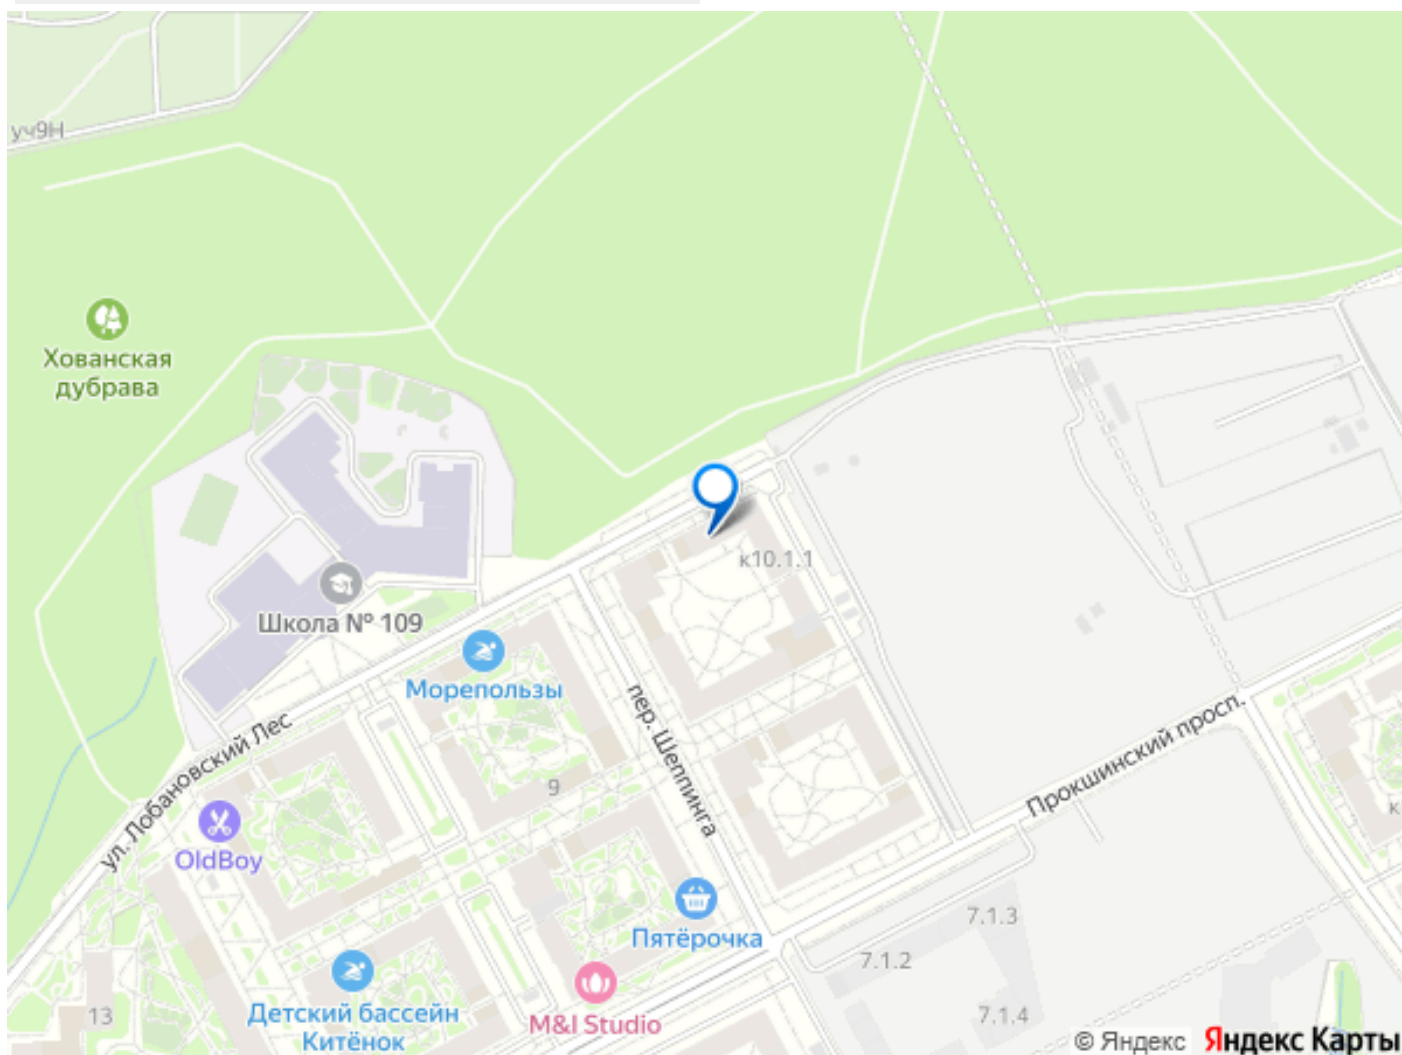 уч9Н
Хованская
дубрава
к10.1.1
Школа № 109
Морепользы
пер. Шеппинга
ул. Лобановский Лес
Прокшинский просп.
9
к
OldBoy
Пятёрочка
7.1.3
7.1.2
7.1.4
13
Детский бассейн
Китёнок
M&I Studio
© Яндекс Яндекс Карты